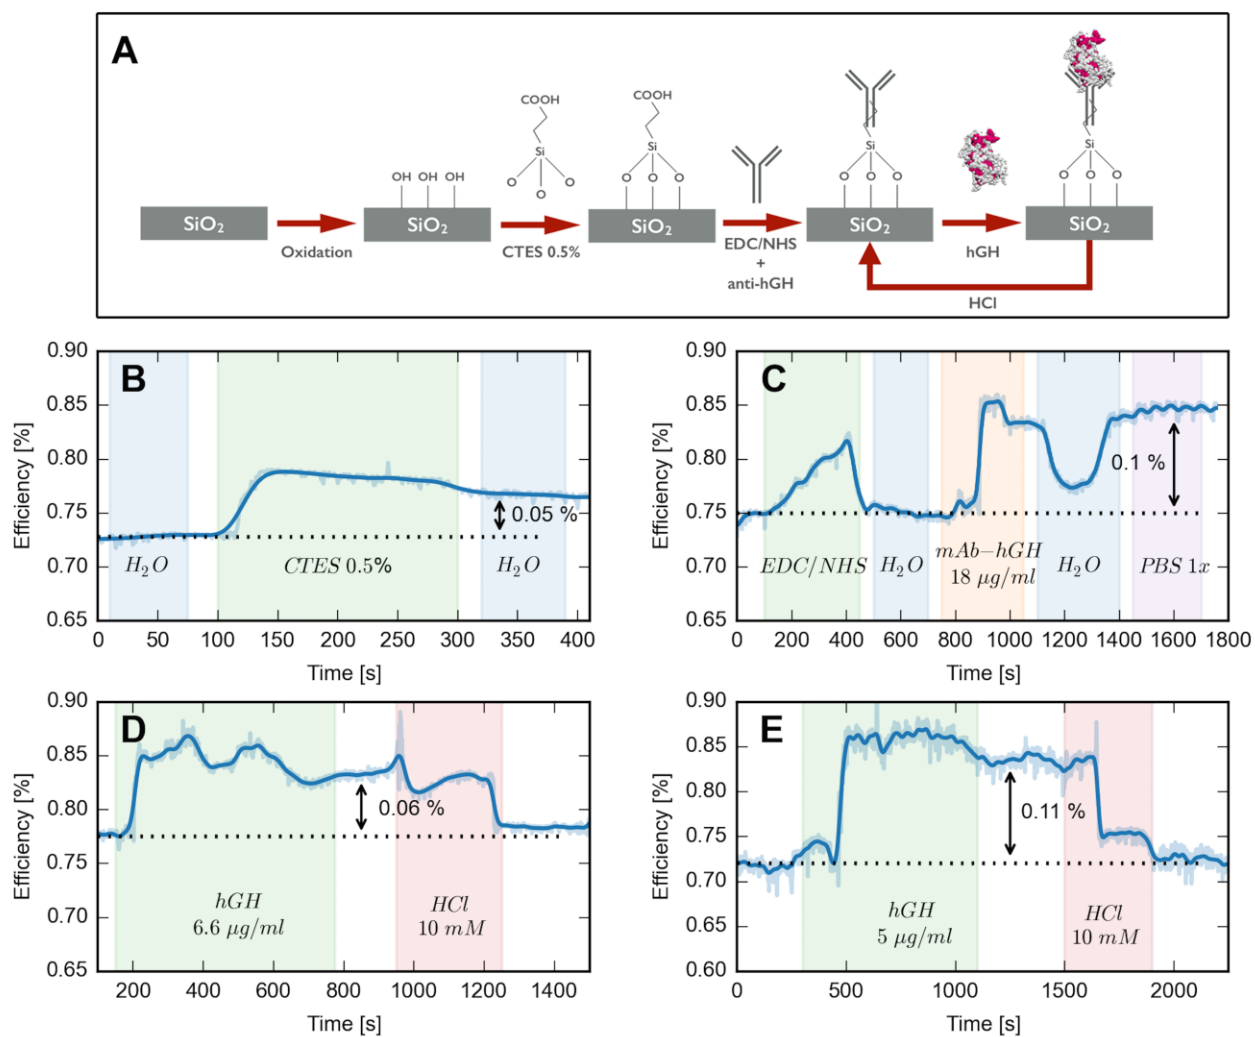 A
COOH
COOH
Si
Si
Si
Si
OH OH OH
O O O
O O O
O O O
O O O
SiO₂
SiO₂
SiO₂
SiO₂
SiO₂
Oxidation
CTES 0.5%
EDC/NHS
+
anti-hGH
hGH
HCl
B
Efficiency [%]
0.90
0.85
0.80
0.75
0.70
0.65
0.05 %
H₂O
CTES 0.5%
H₂O
0 50 100 150 200 250 300 350 400
Time [s]
C
Efficiency [%]
0.90
0.85
0.80
0.75
0.70
0.65
0.1 %
EDC/NHS
H₂O
mAb−hGH
18 μg/ml
H₂O
PBS 1x
0 200 400 600 800 1000 1200 1400 1600 1800
Time [s]
D
Efficiency [%]
0.90
0.85
0.80
0.75
0.70
0.65
0.06 %
hGH
6.6 μg/ml
HCl
10 mM
200 400 600 800 1000 1200 1400
Time [s]
E
Efficiency [%]
0.90
0.85
0.80
0.75
0.70
0.65
0.60
0.11 %
hGH
5 μg/ml
HCl
10 mM
0 500 1000 1500 2000
Time [s]